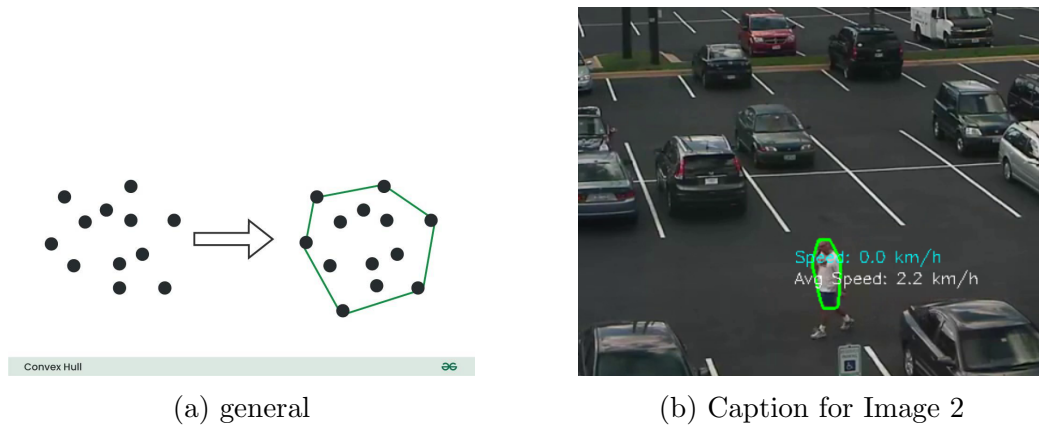 Convex Hull
Speed: 0.0 km/h
Avg Speed: 2.2 km/h
(a) general
(b) Caption for Image 2